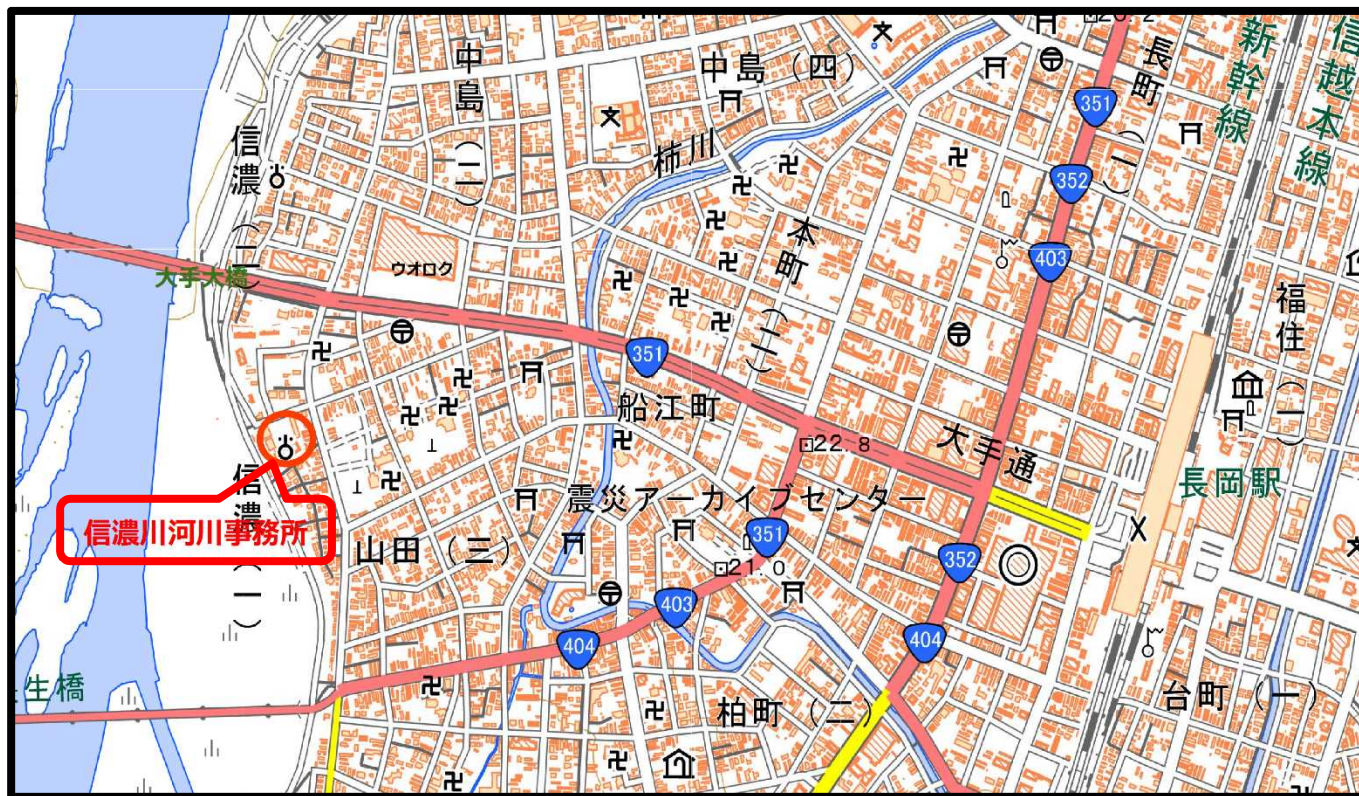 26.2
中島（四）
中島（二）
長町（一）
新幹線
信越本線
351
柿川
信濃（二）
352
本町（二）
403
大手大橋
ウオロク
福住（一）
351
船江町
大手通
22.8
長岡駅
信濃（一）
信濃川河川事務所
震災アーカイブセンター
山田（三）
351
352
21.0
403
404
404
生橋
柏町（二）
台町（一）